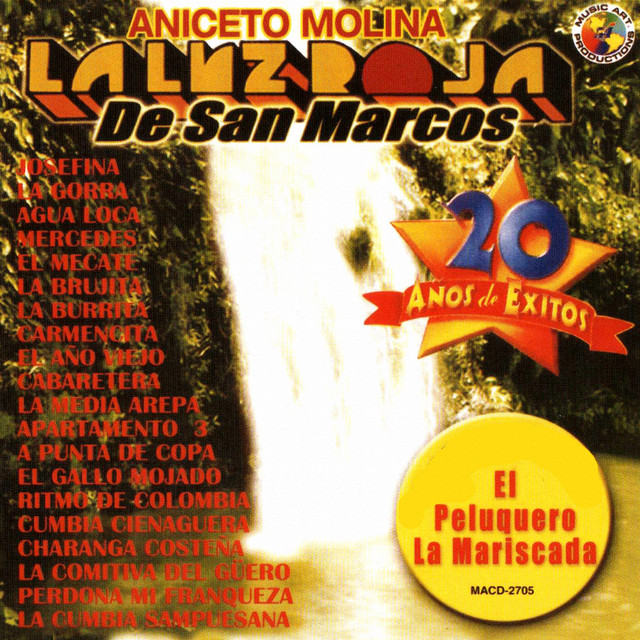 ANICETO MOLINA
LA LUZ ROJA
De San Marcos
MUSIC ART
PRODUCTIONS
JOSEFINA
LA GORRA
AGUA LOCA
MERCEDES
EL MECATE
LA BRUJITA
LA BURRITA
CARMENCITA
EL AÑO VIEJO
CABARETERA
LA MEDIA AREPA
APARTAMENTO 3
A PUNTA DE COPA
EL GALLO MOJADO
RITMO DE COLOMBIA
CUMBIA CIENAGUERA
CHARANGA COSTEÑA
LA COMITIVA DEL GÜERO
PERDONA MI FRANQUEZA
LA CUMBIA SAMPUESANA
20
AÑOS de EXITOS
El
Peluquero
La Mariscada
MACD-2705